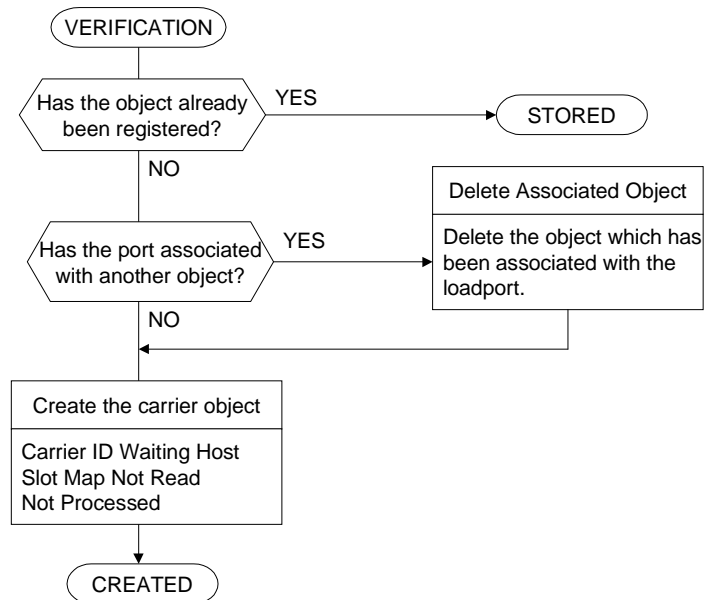 VERIFICATION
Has the object already
been registered?
YES
STORED
NO
Delete Associated Object
Delete the object which has
been associated with the
loadport.
Has the port associated
with another object?
YES
NO
Create the carrier object
Carrier ID Waiting Host
Slot Map Not Read
Not Processed
CREATED